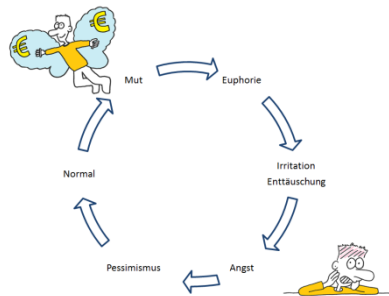 €
€
Mut
Euphorie
Irritation
Enttäuschung
Angst
Pessimismus
Normal